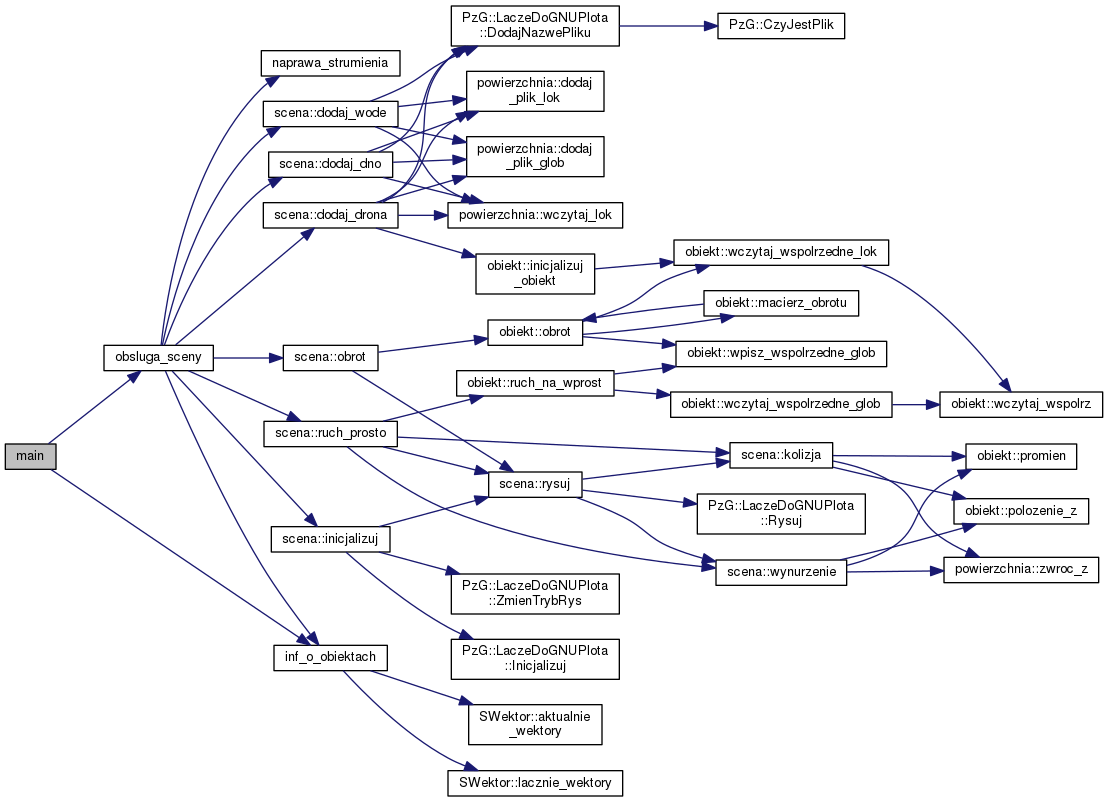 PzG::LaczeDoGNUPlota
::DodajNazwePliku
PzG::CzyJestPlik
naprawa_strumienia
powierzchnia::dodaj
_plik_lok
scena::dodaj_wode
powierzchnia::dodaj
_plik_glob
scena::dodaj_dno
scena::dodaj_drona
powierzchnia::wczytaj_lok
obiekt::inicjalizuj
_obiekt
obiekt::wczytaj_wspolrzedne_lok
obiekt::macierz_obrotu
obiekt::obrot
obsluga_sceny
scena::obrot
obiekt::wpisz_wspolrzedne_glob
obiekt::ruch_na_wprost
obiekt::wczytaj_wspolrzedne_glob
obiekt::wczytaj_wspolrz
scena::ruch_prosto
main
scena::kolizja
obiekt::promien
scena::rysuj
PzG::LaczeDoGNUPlota
::Rysuj
obiekt::polozenie_z
scena::inicjalizuj
scena::wynurzenie
powierzchnia::zwroc_z
PzG::LaczeDoGNUPlota
::ZmienTrybRys
inf_o_obiektach
PzG::LaczeDoGNUPlota
::Inicjalizuj
SWektor::aktualnie
_wektory
SWektor::lacznie_wektory